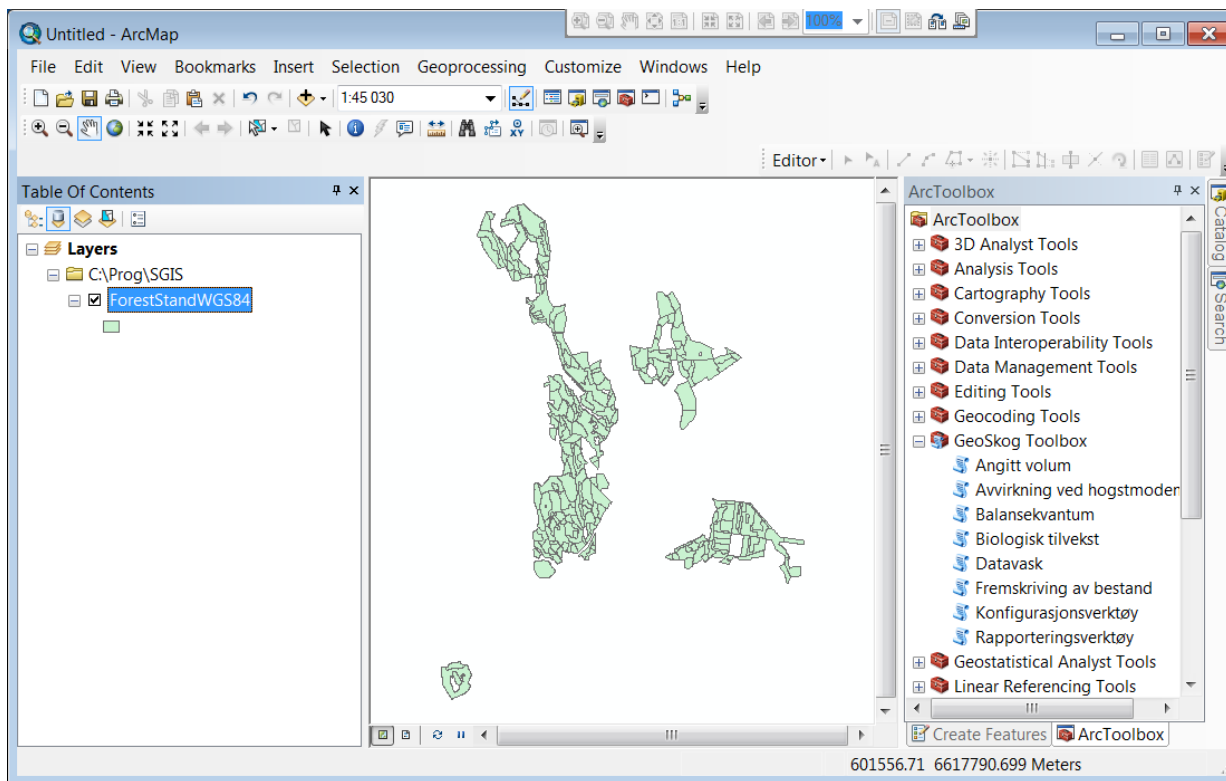 Untitled - ArcMap
100%
File Edit View Bookmarks Insert Selection Geoprocessing Customize Windows Help
1:45 030
Editor
Table Of Contents
Layers
C:\Prog\SGIS
ForestStandWGS84
ArcToolbox
ArcToolbox
3D Analyst Tools
Analysis Tools
Cartography Tools
Conversion Tools
Data Interoperability Tools
Data Management Tools
Editing Tools
Geocoding Tools
GeoSkog Toolbox
Angitt volum
Avvirkning ved hogstmoden
Balansekvantum
Biologisk tilvekst
Datavask
Fremskriving av bestand
Konfigurasjonsverktøy
Rapporteringsverktøy
Geostatistical Analyst Tools
Linear Referencing Tools
Create Features ArcToolbox
Catalog
Search
601556.71 6617790.699 Meters